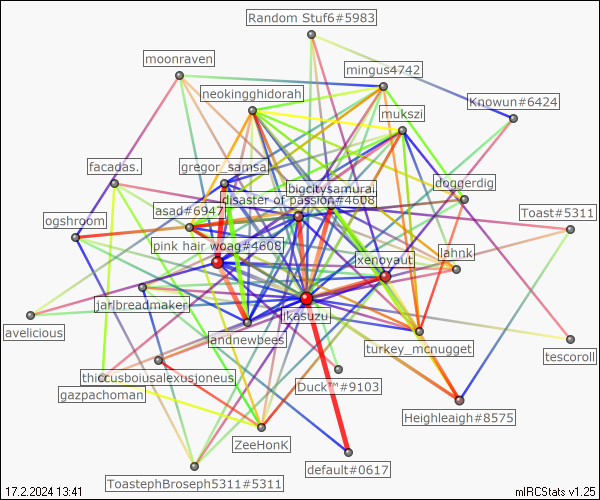 Random Stuf6#5983
moonraven
mingus4742
neokingghidorah
Knowun#6424
mukszi
facadas.
gregor_samsa
bigcitysamurai
doggerdig
disaster of passion#4608
asad#6947
Toast#5311
ogshroom
pink hair woag#4608
lahnk
xenoyaut
jarlbreadmaker
ikasuzu
avelicious
landnewbees
turkey_mcnugget
tescoroll
thiccusboiusalexusjoneus
Duck™#9103
gazpachoman
Heighleaigh#8575
ZeeHonK
default#0617
ToastephBroseph5311#5311
17.2.2024 13:41
mIRCStats v1.25